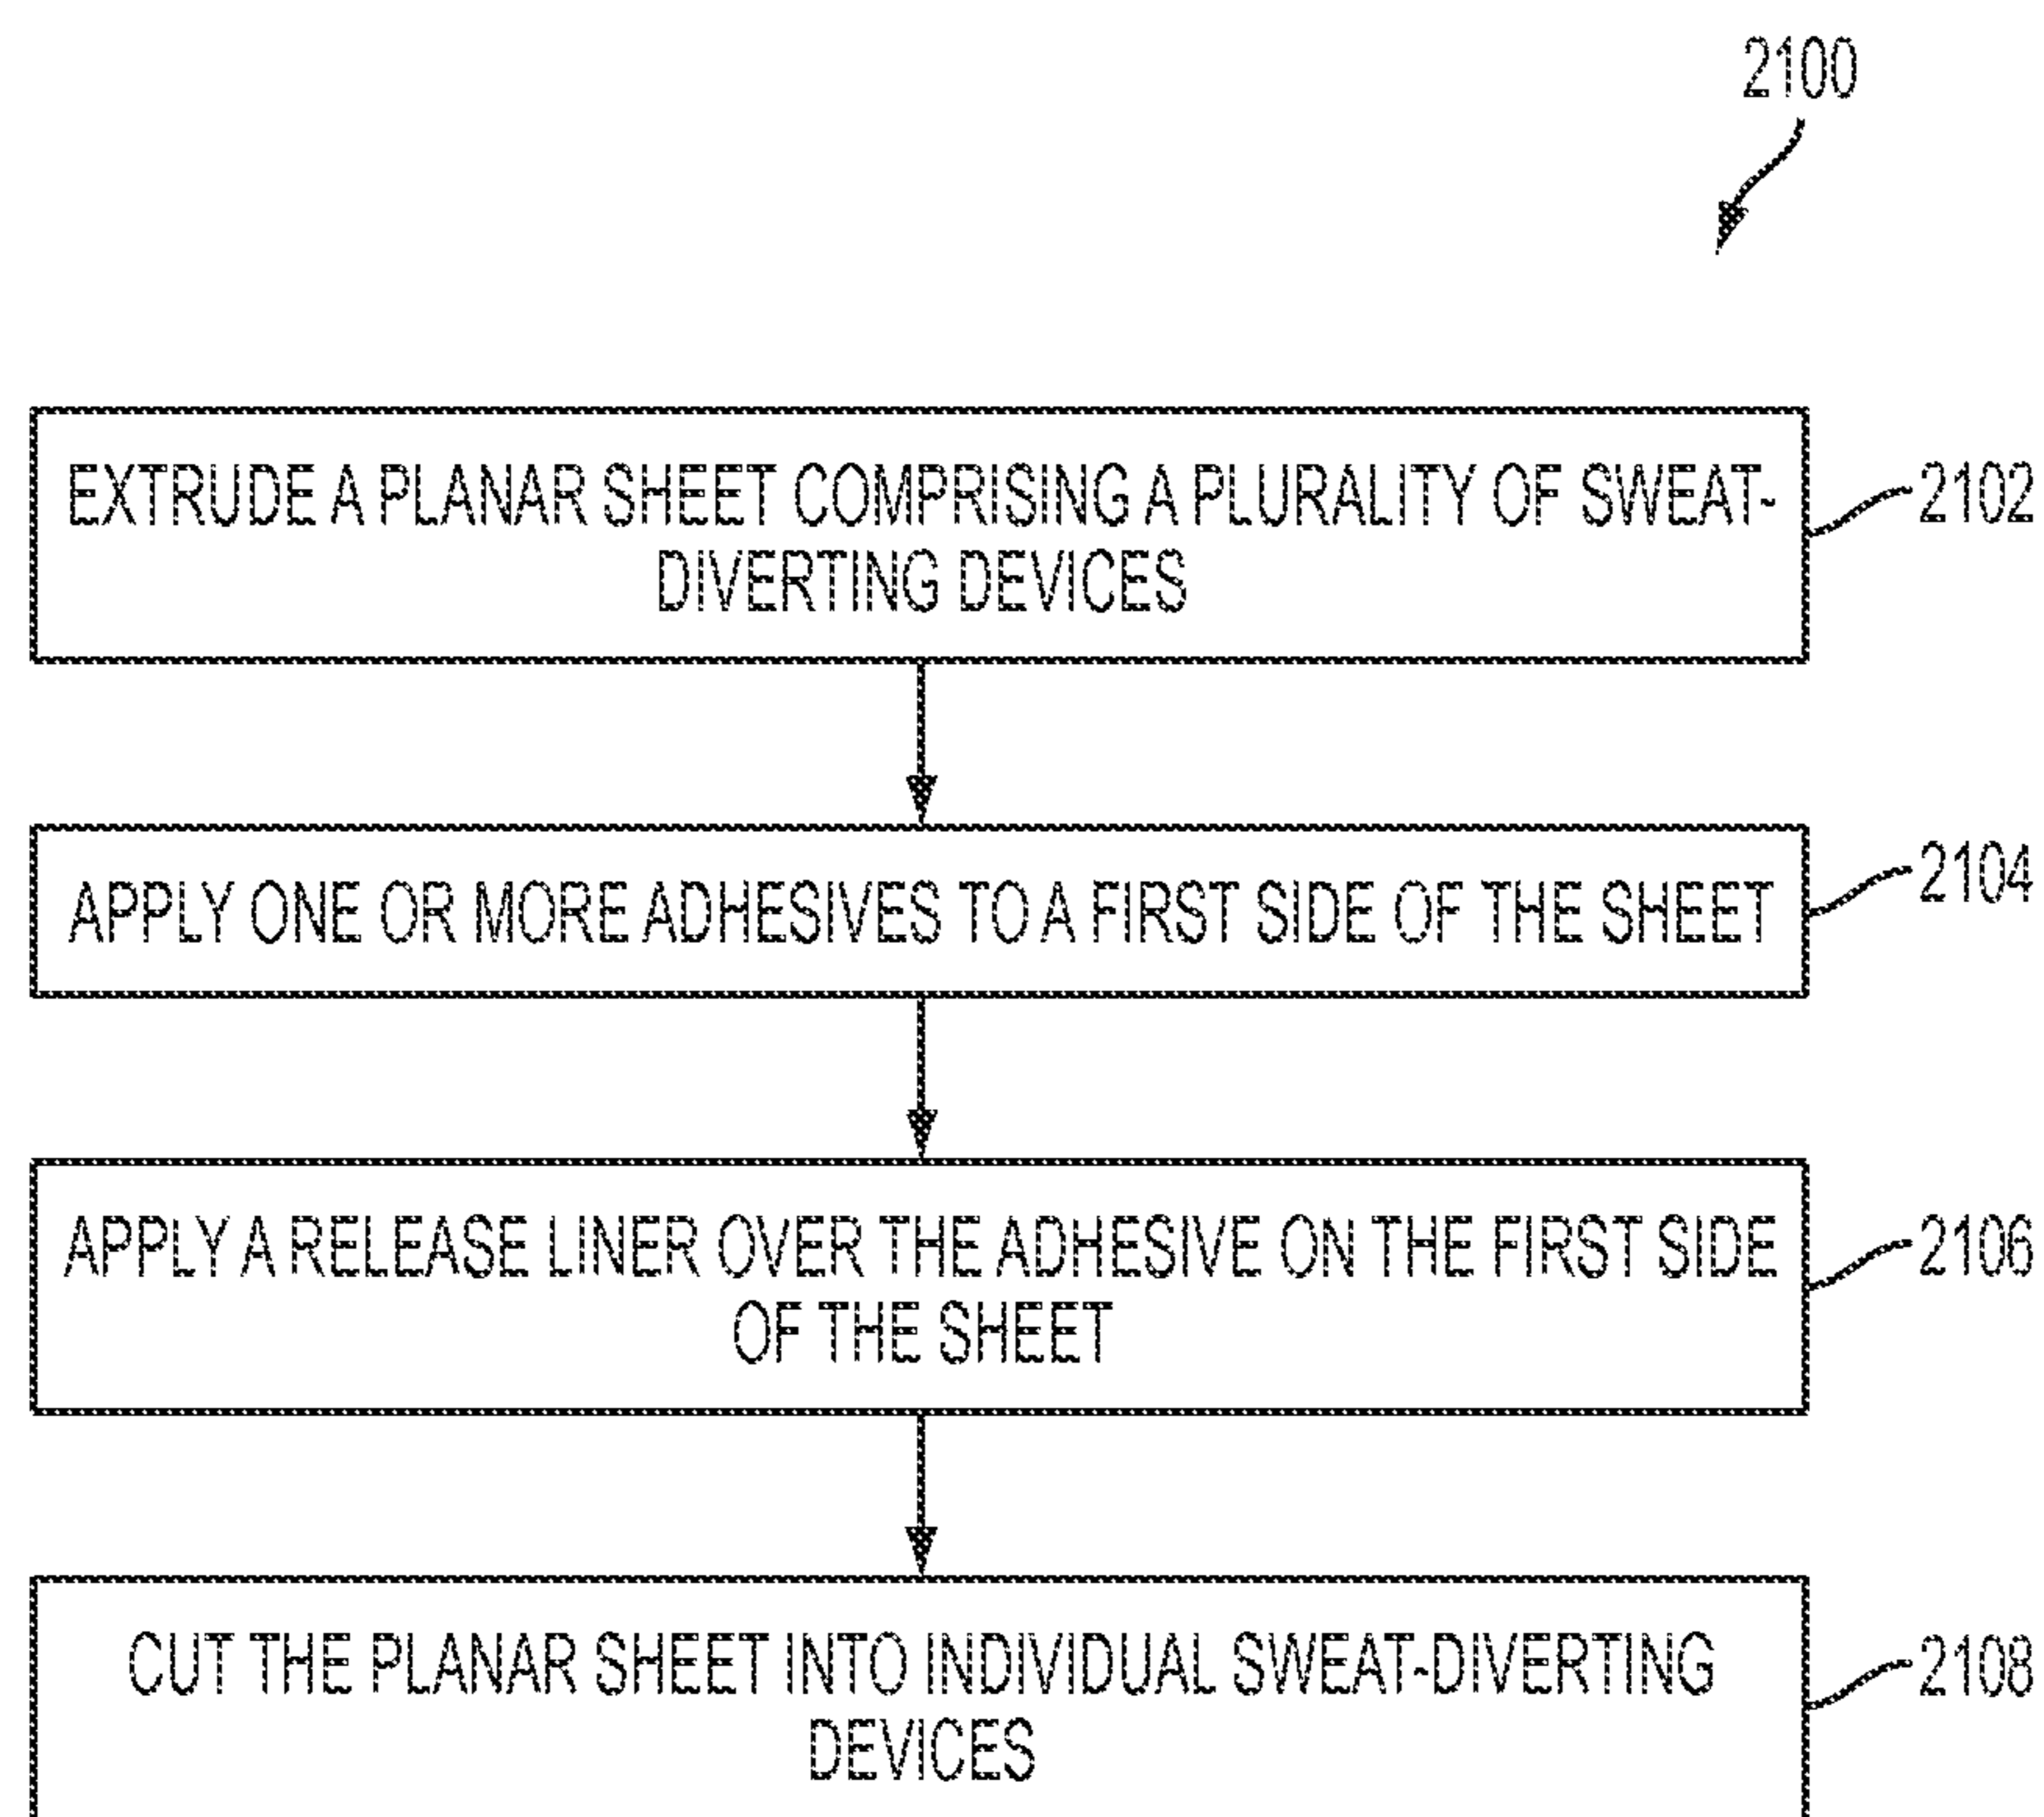 2100
EXTRUDE A PLANAR SHEET COMPRISING A PLURALITY OF SWEAT-
DIVERTING DEVICES
2102
APPLY ONE OR MORE ADHESIVES TO A FIRST SIDE OF THE SHEET
2104
APPLY A RELEASE LINER OVER THE ADHESIVE ON THE FIRST SIDE
OF THE SHEET
2106
CUT THE PLANAR SHEET INTO INDIVIDUAL SWEAT-DIVERTING
DEVICES
2108